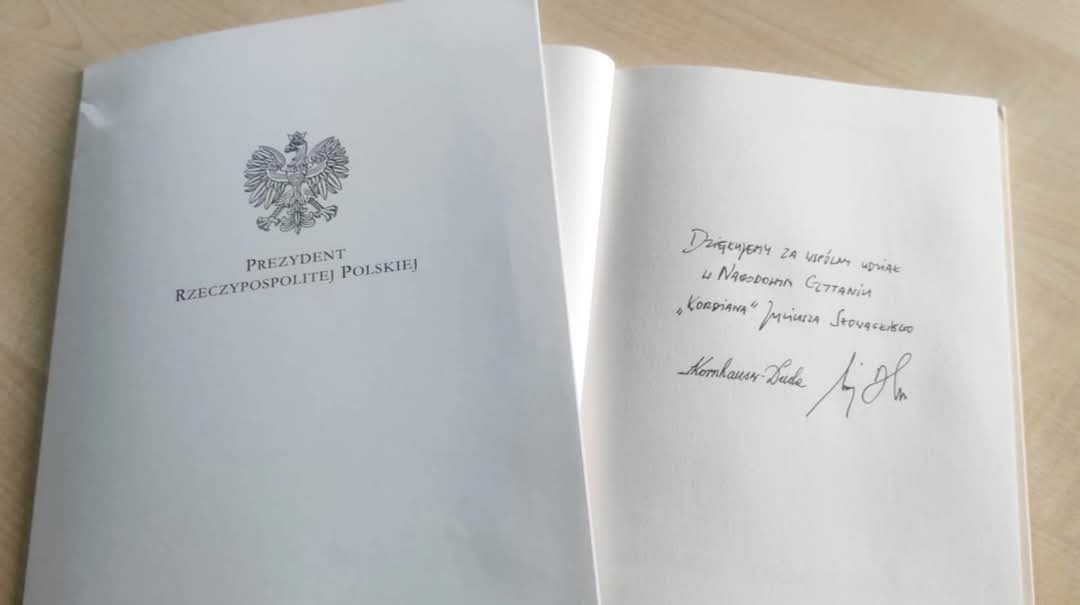 PREZYDENT
RZECZYPOSPOLITEJ POLSKIEJ
DZIĘKUJEMY ZA WSPÓLNY UDZIAŁ
W NARODOWYM CZYTANIU
„KORDIANA" JULIUSZA SŁOWACKIEGO
Kornhauser-Duda